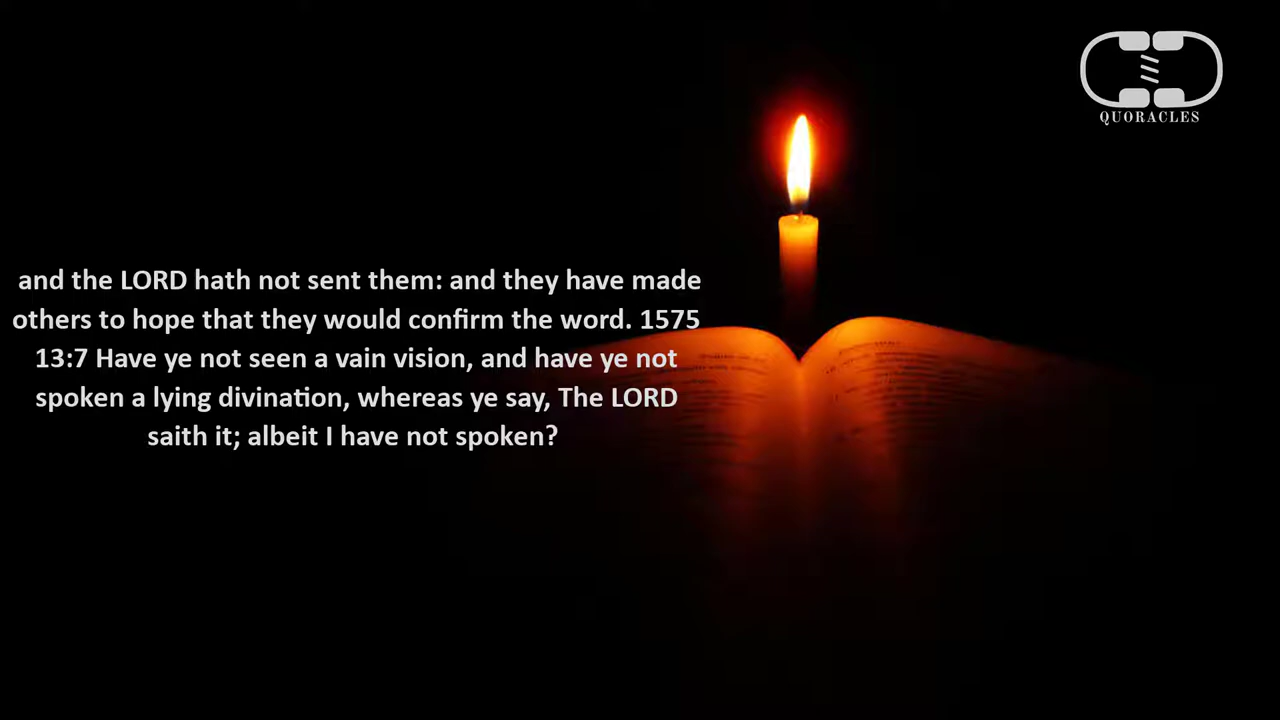 QUORACLES
and the LORD hath not sent them: and they have made
others to hope that they would confirm the word. 1575
13:7 Have ye not seen a vain vision, and have ye not
spoken a lying divination, whereas ye say, The LORD
saith it; albeit I have not spoken?